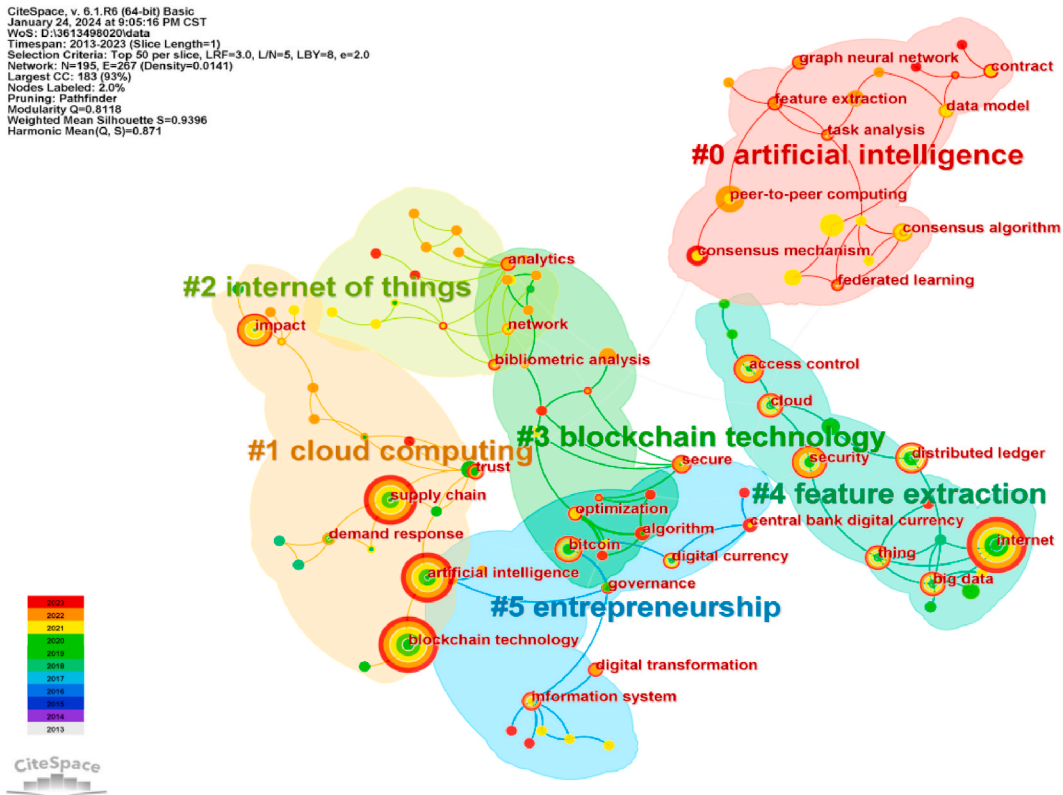 CiteSpace, v. 6.1.R6 (64-bit) Basic
January 24, 2024 at 9:05:16 PM CST
WoS: D:\3613498020\data
Timespan: 2013-2023 (Slice Length=1)
Selection Criteria: Top 50 per slice, LRF=3.0, L/N=5, LBY=8, e=2.0
Network: N=195, E=267 (Density=0.0141)
Largest CC: 183 (93%)
Nodes Labeled: 2.0%
Pruning: Pathfinder
Modularity Q=0.8118
Weighted Mean Silhouette S=0.9396
Harmonic Mean(Q, S)=0.871
graph neural network
contract
feature extraction
data model
task analysis
#0 artificial intelligence
peer-to-peer computing
consensus algorithm
consensus mechanism
federated learning
analytics
#2 internet of things
impact
network
bibliometric analysis
access control
cloud
#3 blockchain technology
#1 cloud computing
trust
secure
security
distributed ledger
supply chain
#4 feature extraction
optimization
demand response
algorithm
central bank digital currency
bitcoin
digital currency
thing
internet
artificial intelligence
governance
big data
#5 entrepreneurship
blockchain technology
digital transformation
information system
2023
2022
2021
2020
2019
2018
2017
2016
2015
2014
2013
CiteSpace